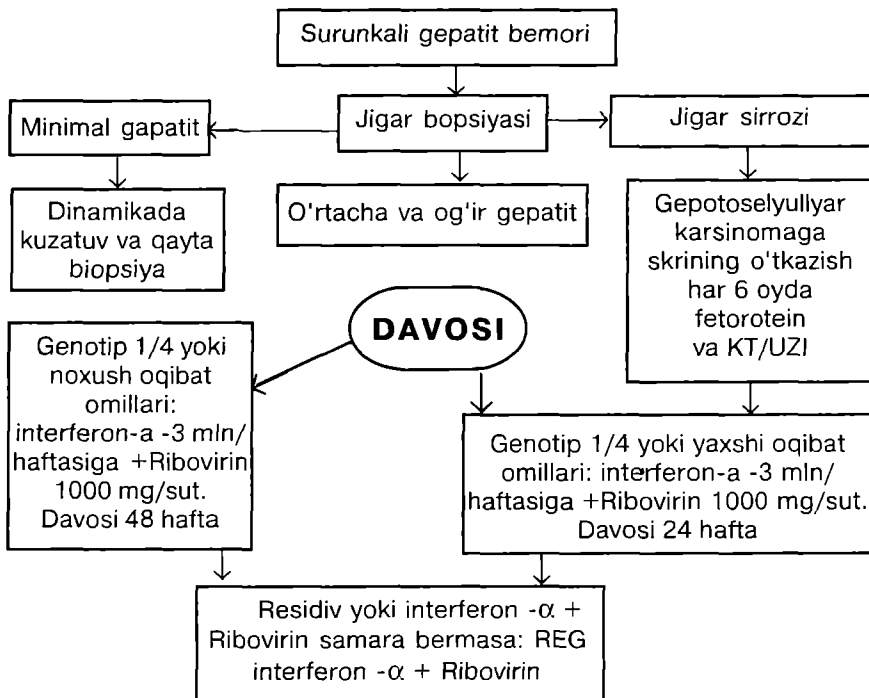 Surunkali gepatit bemori
Minimal gapatit
Jigar bopsiyasi
Jigar sirrozi
Dinamikada
kuzatuv va qayta
biopsiya
O'rtacha va og'ir gepatit
Gepotoselyullyar
karsinomaga
skrining o'tkazish
har 6 oyda
fetorotein
va KT/UZI
DAVOSI
Genotip 1/4 yoki
noxush oqibat
omillari:
interferon-a -3 mln/
haftasiga +Ribovirin
1000 mg/sut.
Davosi 48 hafta
Genotip 1/4 yoki yaxshi oqibat
omillari: interferon-a -3 mln/
haftasiga +Ribovirin 1000 mg/sut.
Davosi 24 hafta
Residiv yoki interferon -α +
Ribovirin samara bermasa: REG
interferon -α + Ribovirin